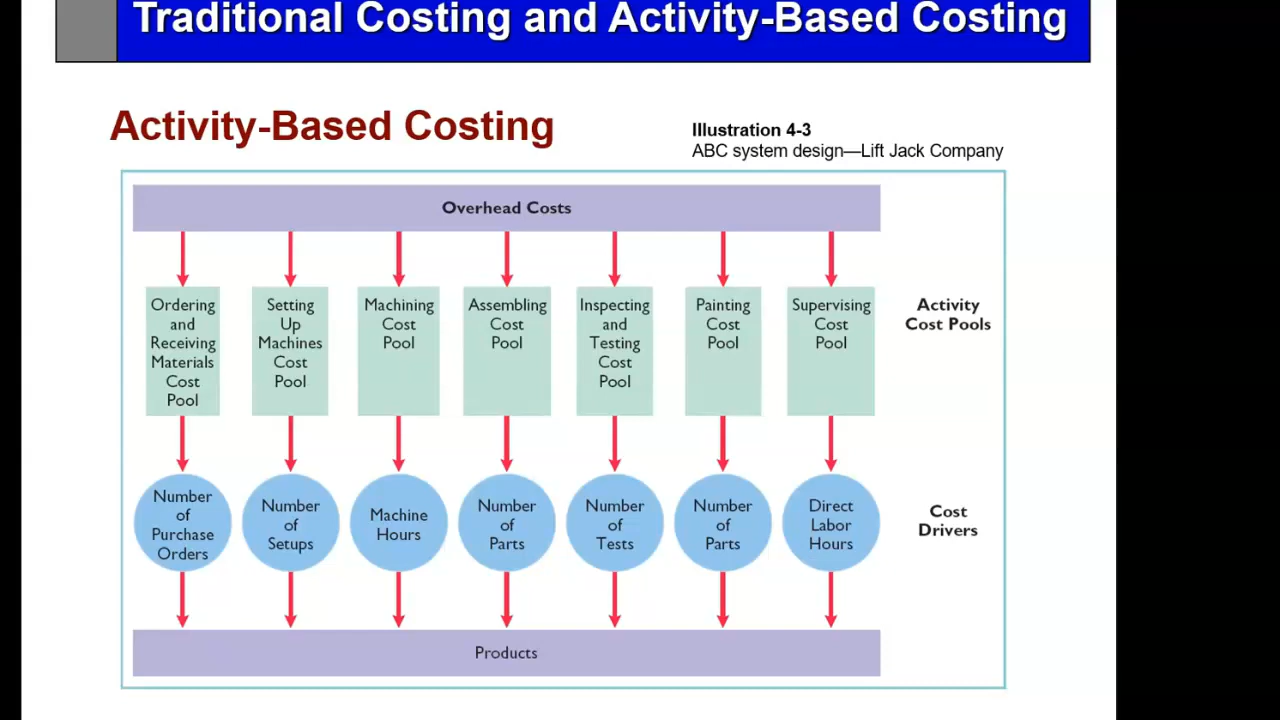 Traditional Costing and Activity-Based Costing
Activity-Based Costing
Illustration 4-3
ABC system design—Lift Jack Company
Overhead Costs
Ordering
and
Receiving
Materials
Cost
Pool
Setting
Up
Machines
Cost
Pool
Machining
Cost
Pool
Assembling
Cost
Pool
Inspecting
and
Testing
Cost
Pool
Painting
Cost
Pool
Supervising
Cost
Pool
Activity
Cost Pools
Number
of
Purchase
Orders
Number
of
Setups
Machine
Hours
Number
of
Parts
Number
of
Tests
Number
of
Parts
Direct
Labor
Hours
Cost
Drivers
Products